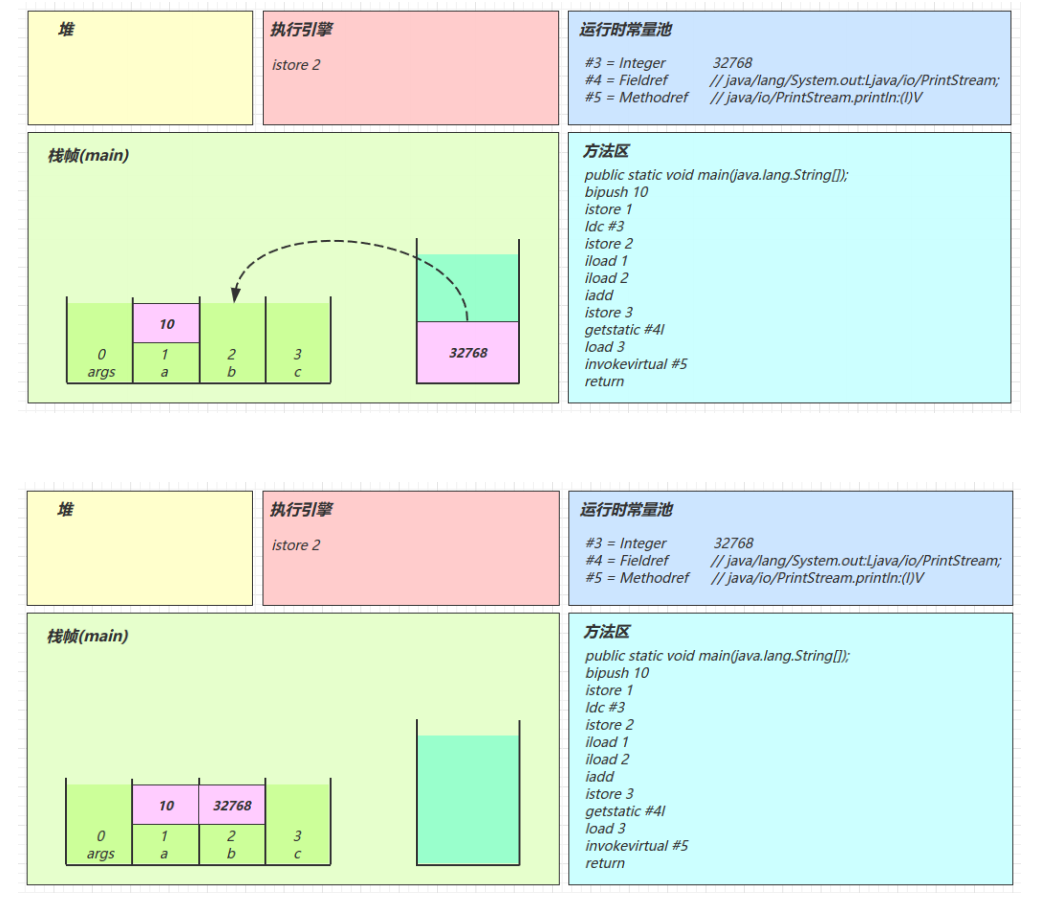 堆
执行引擎
istore 2
运行时常量池
#3 = Integer 32768
#4 = Fieldref // java/lang/System.out:Ljava/io/PrintStream;
#5 = Methodref // java/io/PrintStream.println:(I)V
栈帧(main)
10
32768
0 1 2 3
args a b c
方法区
public static void main(java.lang.String[]);
bipush 10
istore 1
ldc #3
istore 2
iload 1
iload 2
iadd
istore 3
getstatic #4l
load 3
invokevirtual #5
return
堆
执行引擎
istore 2
运行时常量池
#3 = Integer 32768
#4 = Fieldref // java/lang/System.out:Ljava/io/PrintStream;
#5 = Methodref // java/io/PrintStream.println:(I)V
栈帧(main)
10 32768
0 1 2 3
args a b c
方法区
public static void main(java.lang.String[]);
bipush 10
istore 1
ldc #3
istore 2
iload 1
iload 2
iadd
istore 3
getstatic #4l
load 3
invokevirtual #5
return